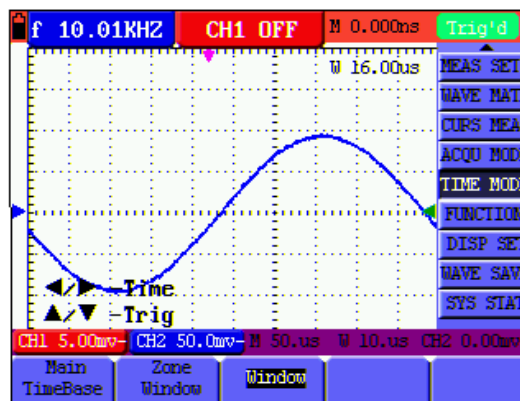 f 10.01KHZ CH1 OFF M 0.000ns Trig'd
W 16.00us
MEAS SET
WAVE MAT
CURS MEA
ACQU MOD
TIME MOD
FUNCTION
DISP SET
WAVE SAV
SYS STAT
◀/▶ -Time
▲/▼ -Trig
CH1 5.00mv- CH2 50.0mv- M 50.us W 10.us CH2 0.00mv
Main TimeBase
Zone Window
Window